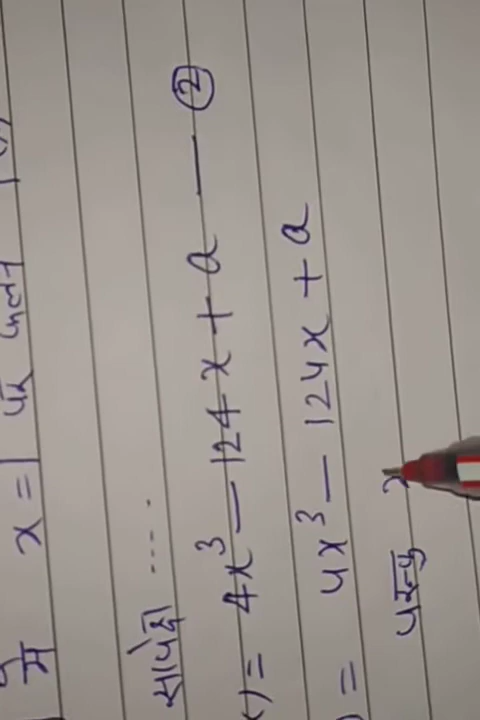 x = 1 पर
सापेक्ष ....
) = 4x³ - 124x + a — ②
) = 4x³ - 124x + a
परन्तु x